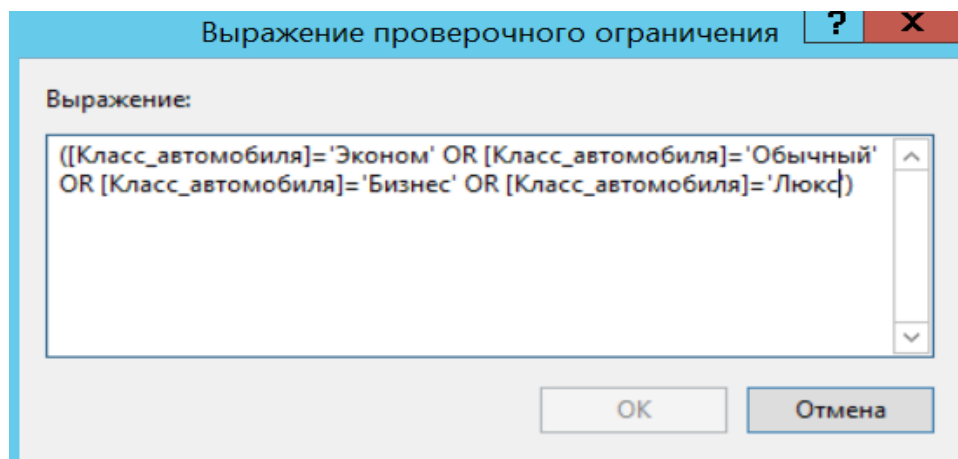 Выражение проверочного ограничения ? X
Выражение:
([Класс_автомобиля]='Эконом' OR [Класс_автомобиля]='Обычный'
OR [Класс_автомобиля]='Бизнес' OR [Класс_автомобиля]='Люкс')
OK
Отмена